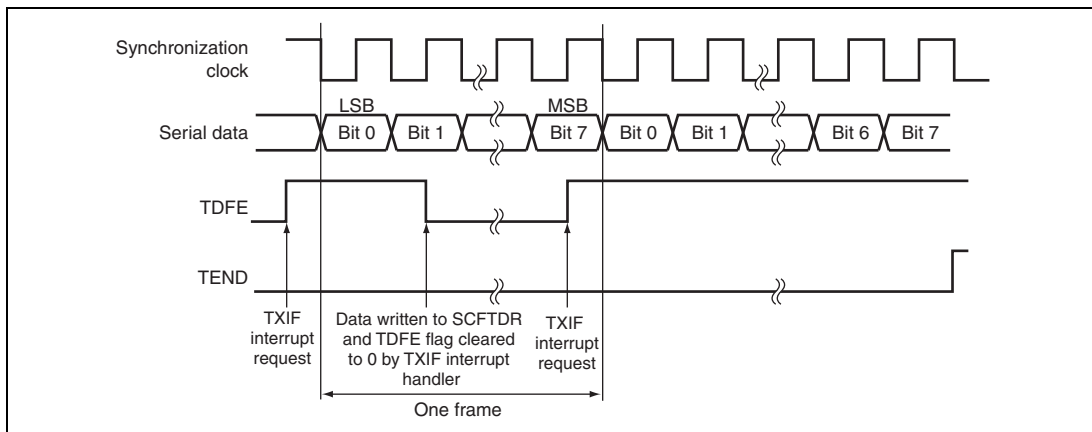 Synchronization
clock
LSB
MSB
Serial data
Bit 0
Bit 1
Bit 7
Bit 0
Bit 1
Bit 6
Bit 7
TDFE
TEND
TXIF
interrupt
request
Data written to SCFTDR
and TDFE flag cleared
to 0 by TXIF interrupt
handler
TXIF
interrupt
request
One frame